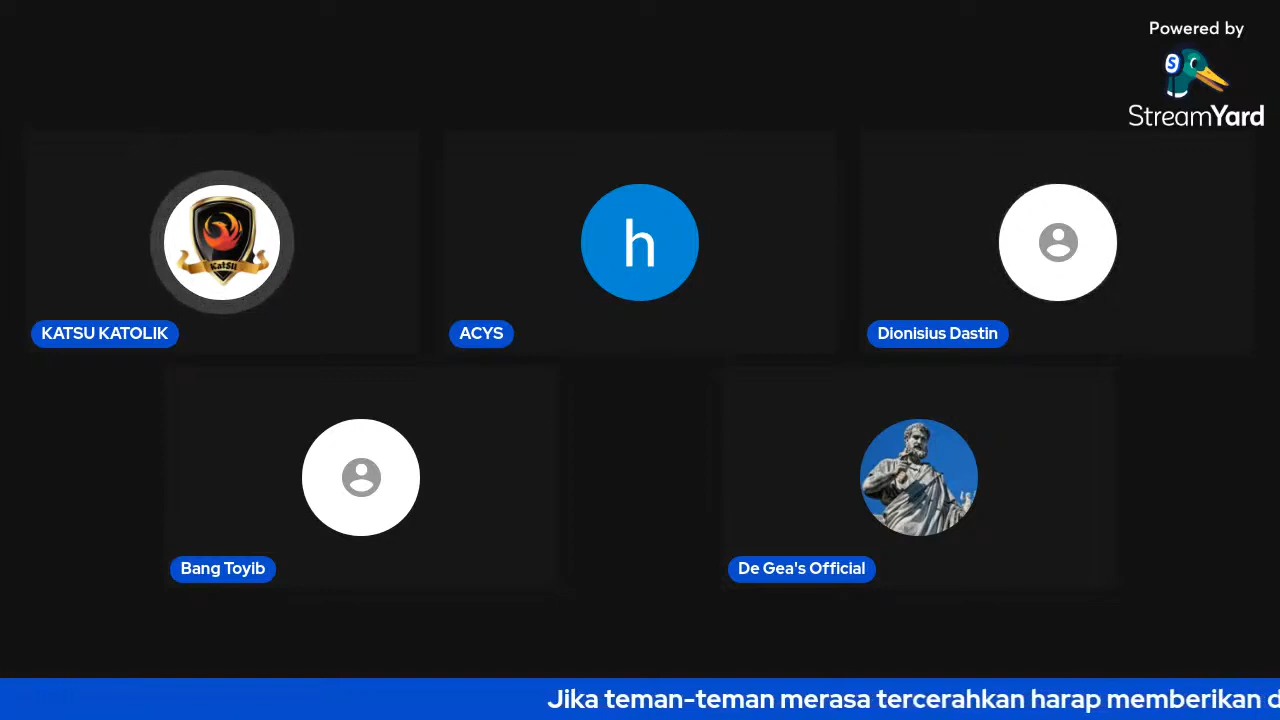 Powered by
S
StreamYard
KatSu
h
KATSU KATOLIK
ACYS
Dionisius Dastin
Bang Toyib
De Gea's Official
Jika teman-teman merasa tercerahkan harap memberikan